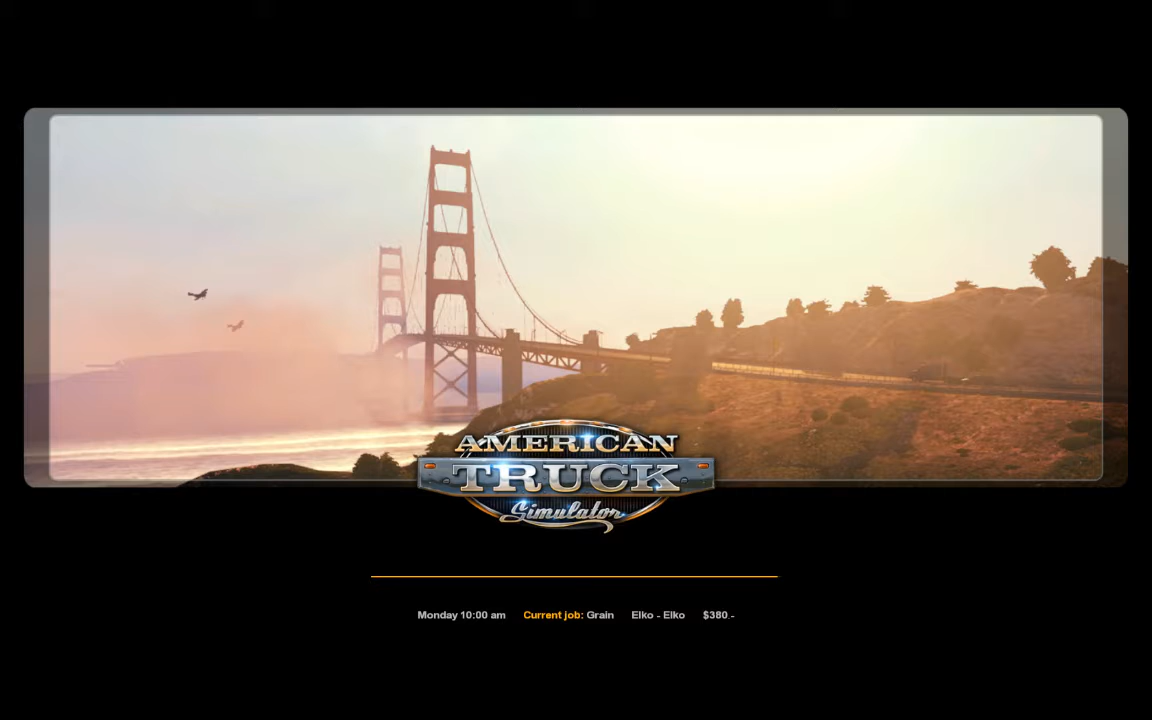 AMERICAN
TRUCK
Simulator
Monday 10:00 am Current job: Grain Elko - Elko $380.-